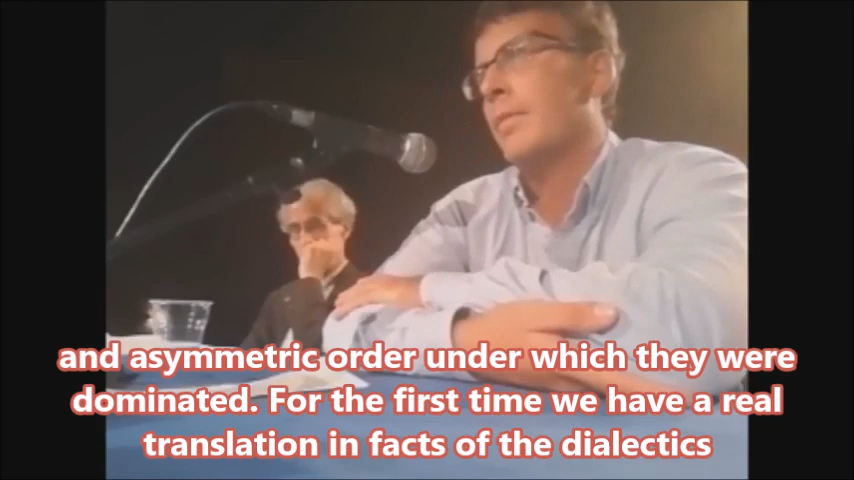 and asymmetric order under which they were
dominated. For the first time we have a real
translation in facts of the dialectics